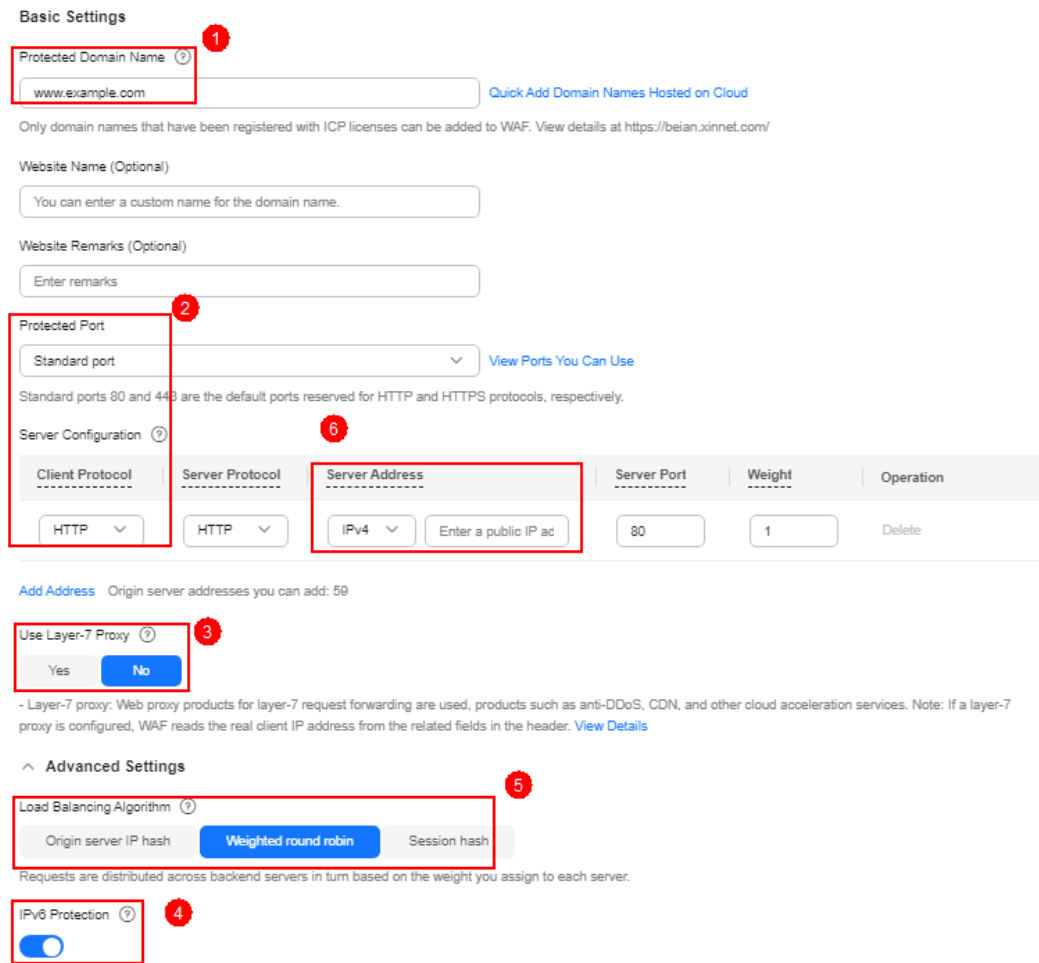 Basic Settings
1
Protected Domain Name ?
www.example.com
Quick Add Domain Names Hosted on Cloud
Only domain names that have been registered with ICP licenses can be added to WAF. View details at https://beian.xinnet.com/
Website Name (Optional)
You can enter a custom name for the domain name.
Website Remarks (Optional)
Enter remarks
2
Protected Port
Standard port
View Ports You Can Use
Standard ports 80 and 443 are the default ports reserved for HTTP and HTTPS protocols, respectively.
Server Configuration ?
6
Client Protocol Server Protocol Server Address Server Port Weight Operation
HTTP HTTP IPv4 Enter a public IP ad 80 1 Delete
Add Address Origin server addresses you can add: 59
Use Layer-7 Proxy ?
3
Yes No
- Layer-7 proxy: Web proxy products for layer-7 request forwarding are used, products such as anti-DDoS, CDN, and other cloud acceleration services. Note: If a layer-7
proxy is configured, WAF reads the real client IP address from the related fields in the header. View Details
Advanced Settings
5
Load Balancing Algorithm ?
Origin server IP hash Weighted round robin Session hash
Requests are distributed across backend servers in turn based on the weight you assign to each server.
IPv6 Protection ?
4